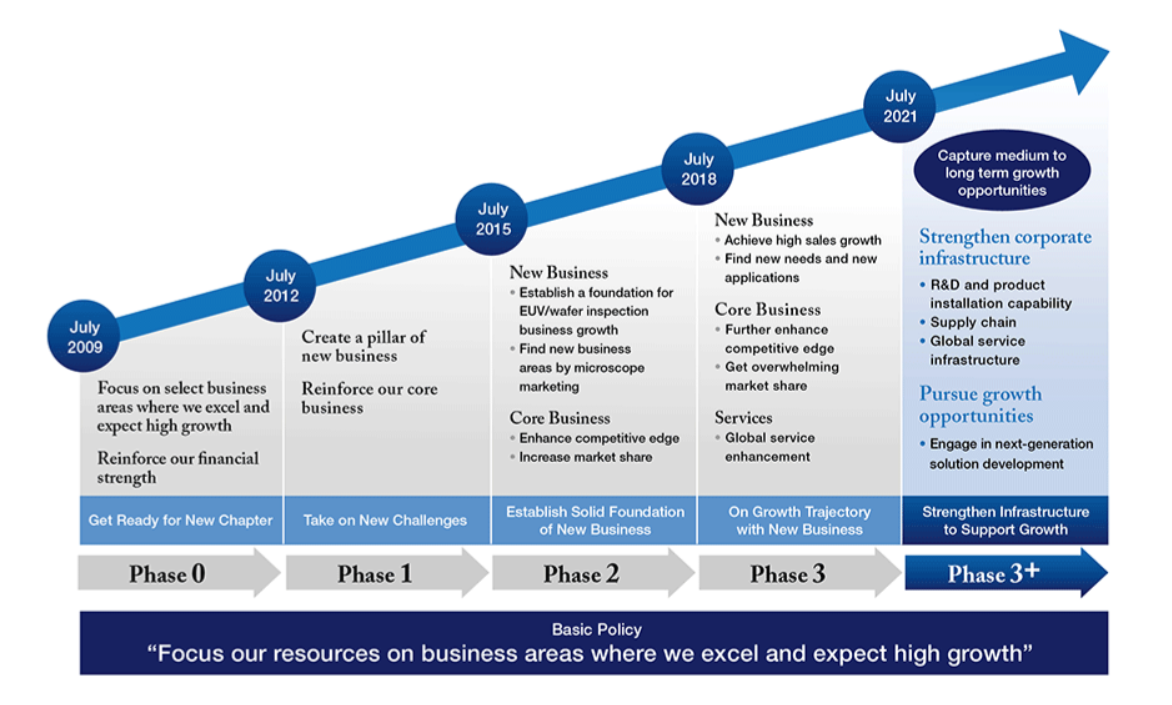 July
2009
July
2012
July
2015
July
2018
July
2021
Focus on select business
areas where we excel and
expect high growth
Reinforce our financial
strength
Create a pillar of
new business
Reinforce our core
business
New Business
• Establish a foundation for
EUV/wafer inspection
business growth
• Find new business
areas by microscope
marketing
Core Business
• Enhance competitive edge
• Increase market share
New Business
• Achieve high sales growth
• Find new needs and new
applications
Core Business
• Further enhance
competitive edge
• Get overwhelming
market share
Services
• Global service
enhancement
Capture medium to
long term growth
opportunities
Strengthen corporate
infrastructure
• R&D and product
installation capability
• Supply chain
• Global service
infrastructure
Pursue growth
opportunities
• Engage in next-generation
solution development
Get Ready for New Chapter
Take on New Challenges
Establish Solid Foundation
of New Business
On Growth Trajectory
with New Business
Strengthen Infrastructure
to Support Growth
Phase 0
Phase 1
Phase 2
Phase 3
Phase 3+
Basic Policy
“Focus our resources on business areas where we excel and expect high growth”